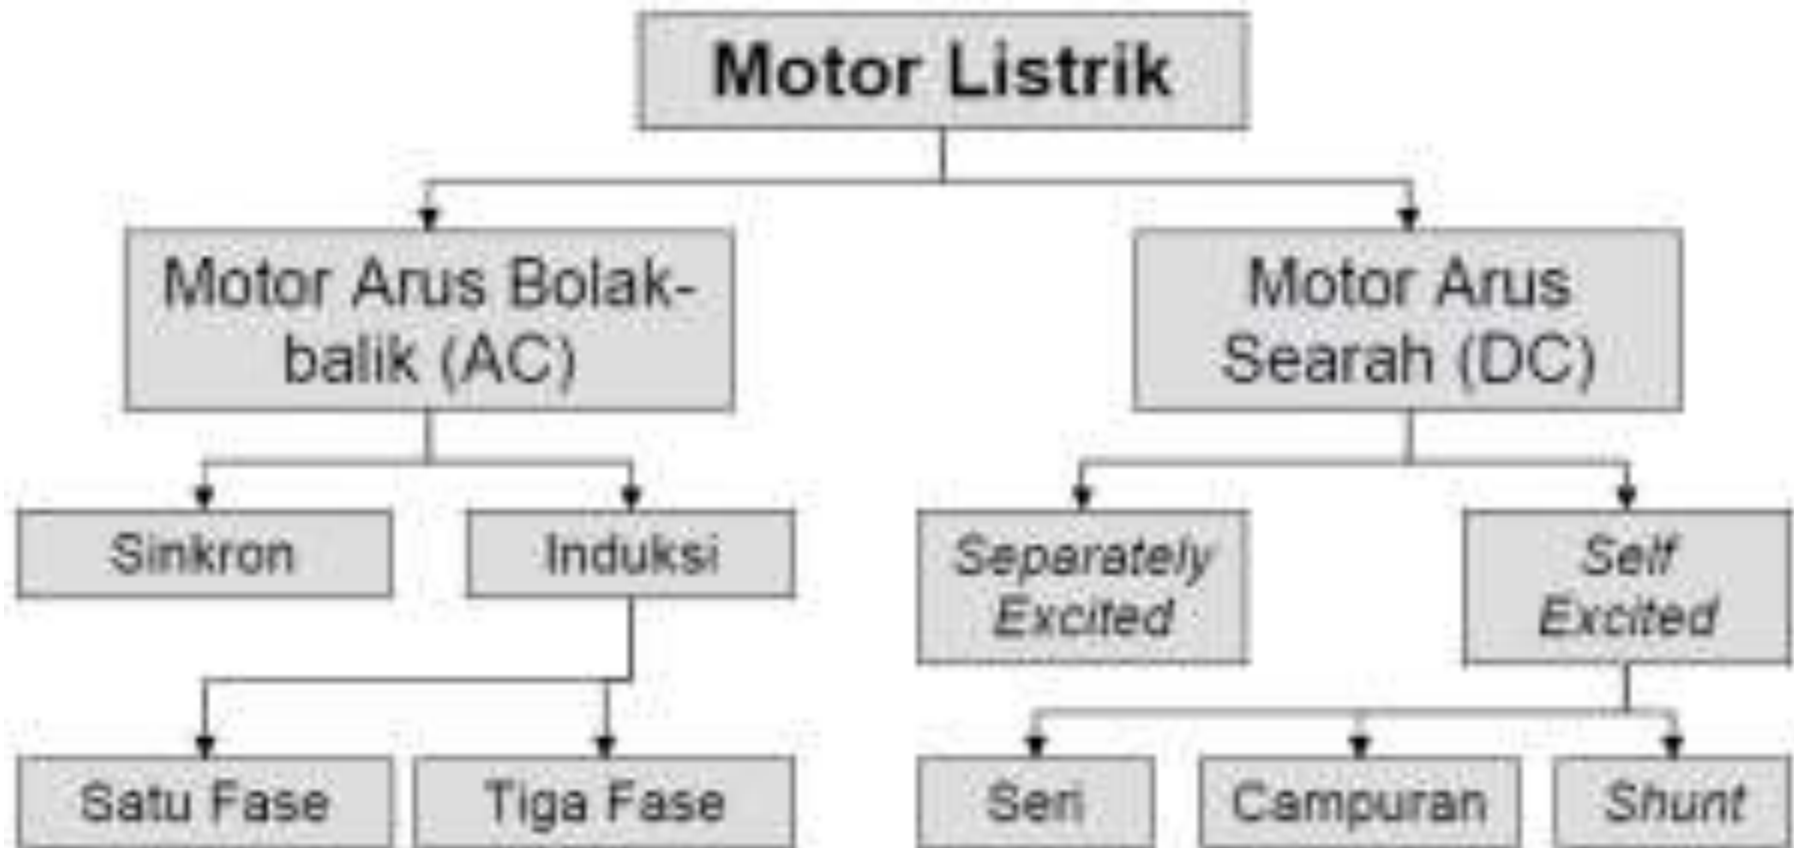 Motor Listrik
Motor Arus Bolak-
balik (AC)
Motor Arus
Searah (DC)
Sinkron
Induksi
Separately
Excited
Self
Excited
Satu Fase
Tiga Fase
Seri
Campuran
Shunt